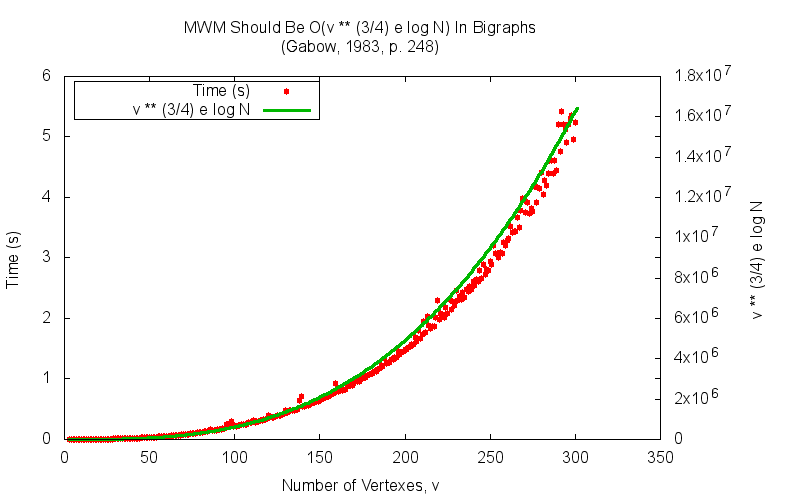 MWM Should Be O(v ** (3/4) e log N) In Bigraphs
(Gabow, 1983, p. 248)
Time (s)
v ** (3/4) e log N
6
5
4
3
2
1
0
1.8x10^7
1.6x10^7
1.4x10^7
1.2x10^7
1x10^7
8x10^6
6x10^6
4x10^6
2x10^6
0
Time (s)
v ** (3/4) e log N
0 50 100 150 200 250 300 350
Number of Vertexes, v